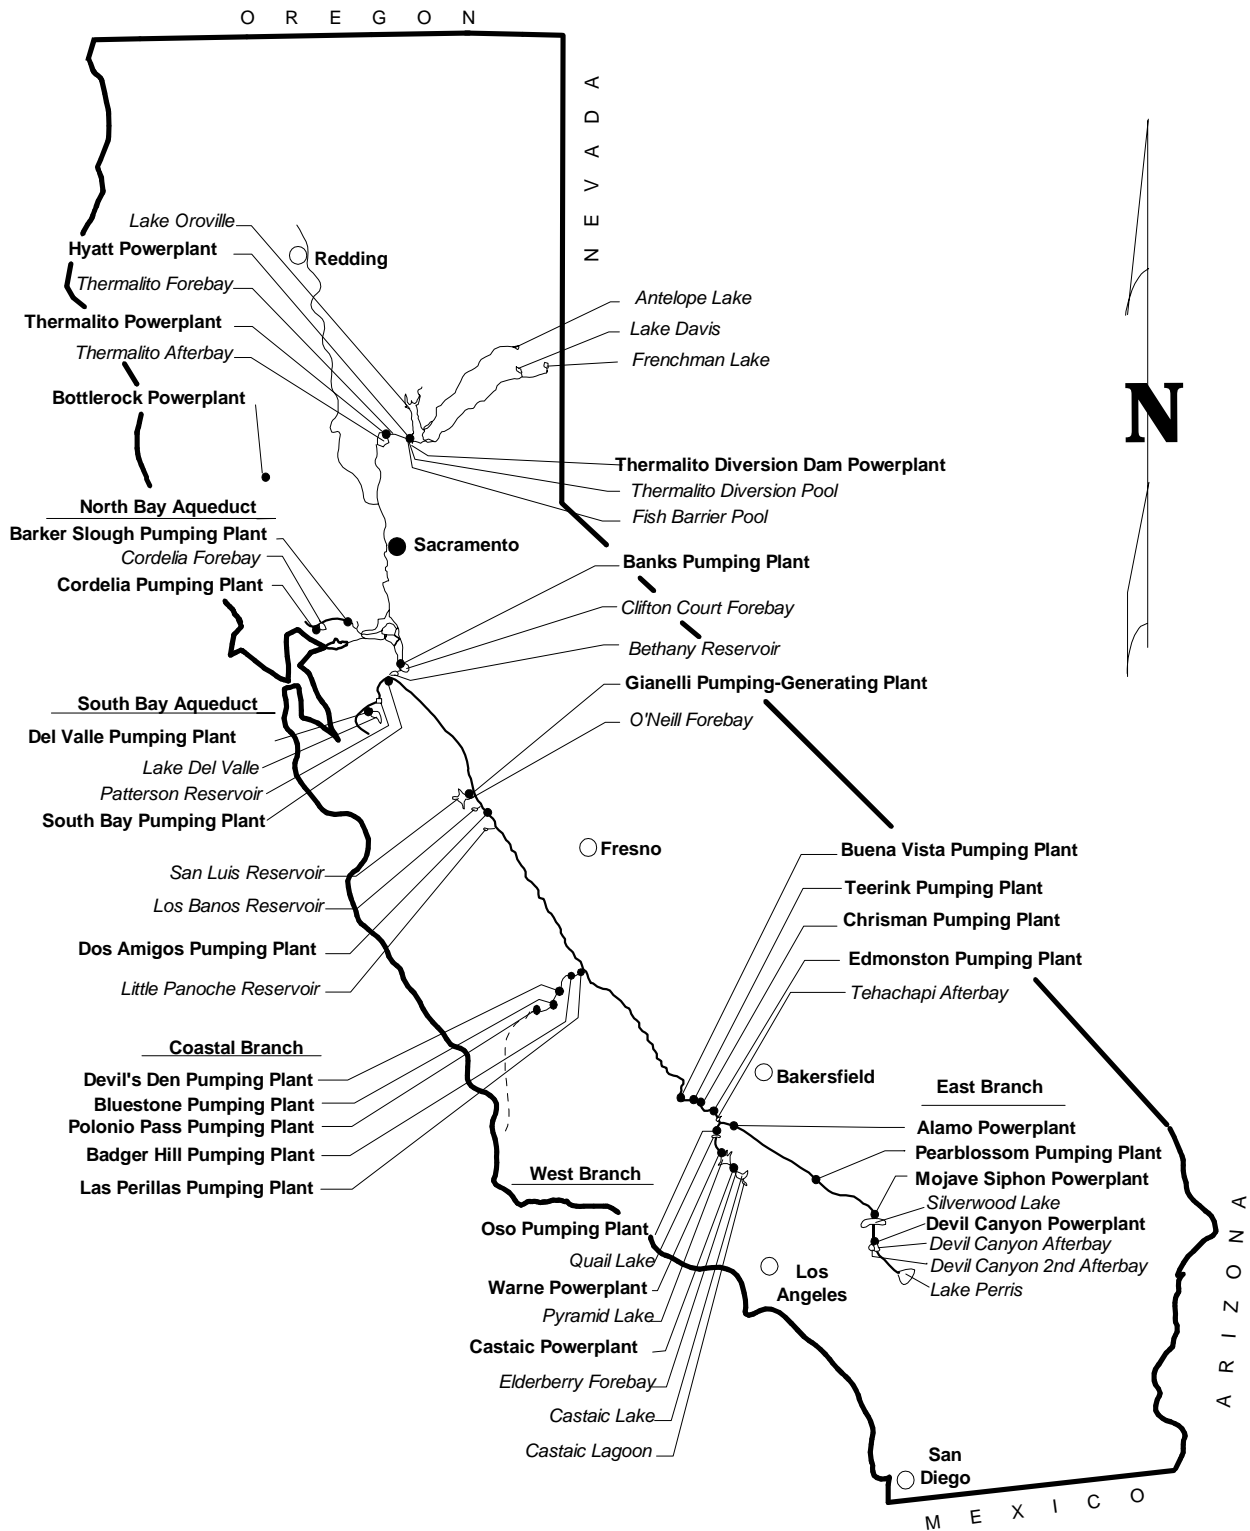 O R E G O N
N E V A D A
Lake Oroville
Hyatt Powerplant
Redding
Thermalito Forebay
Antelope Lake
Thermalito Powerplant
Lake Davis
Thermalito Afterbay
Frenchman Lake
Bottlerock Powerplant
N
Thermalito Diversion Dam Powerplant
Thermalito Diversion Pool
North Bay Aqueduct
Fish Barrier Pool
Barker Slough Pumping Plant
Sacramento
Cordelia Forebay
Banks Pumping Plant
Cordelia Pumping Plant
Clifton Court Forebay
Bethany Reservoir
Gianelli Pumping-Generating Plant
South Bay Aqueduct
O'Neill Forebay
Del Valle Pumping Plant
Lake Del Valle
Patterson Reservoir
South Bay Pumping Plant
Fresno
Buena Vista Pumping Plant
San Luis Reservoir
Teerink Pumping Plant
Los Banos Reservoir
Chrisman Pumping Plant
Dos Amigos Pumping Plant
Edmonston Pumping Plant
Little Panoche Reservoir
Tehachapi Afterbay
Coastal Branch
Devil's Den Pumping Plant
Bakersfield
East Branch
Bluestone Pumping Plant
Polonio Pass Pumping Plant
Alamo Powerplant
Badger Hill Pumping Plant
Pearblossom Pumping Plant
West Branch
Mojave Siphon Powerplant
Las Perillas Pumping Plant
Silverwood Lake
Oso Pumping Plant
Devil Canyon Powerplant
Devil Canyon Afterbay
Quail Lake
Devil Canyon 2nd Afterbay
Los
Angeles
Warne Powerplant
Lake Perris
A R I Z O N A
Pyramid Lake
Castaic Powerplant
Elderberry Forebay
Castaic Lake
Castaic Lagoon
San
Diego
M E X I C O